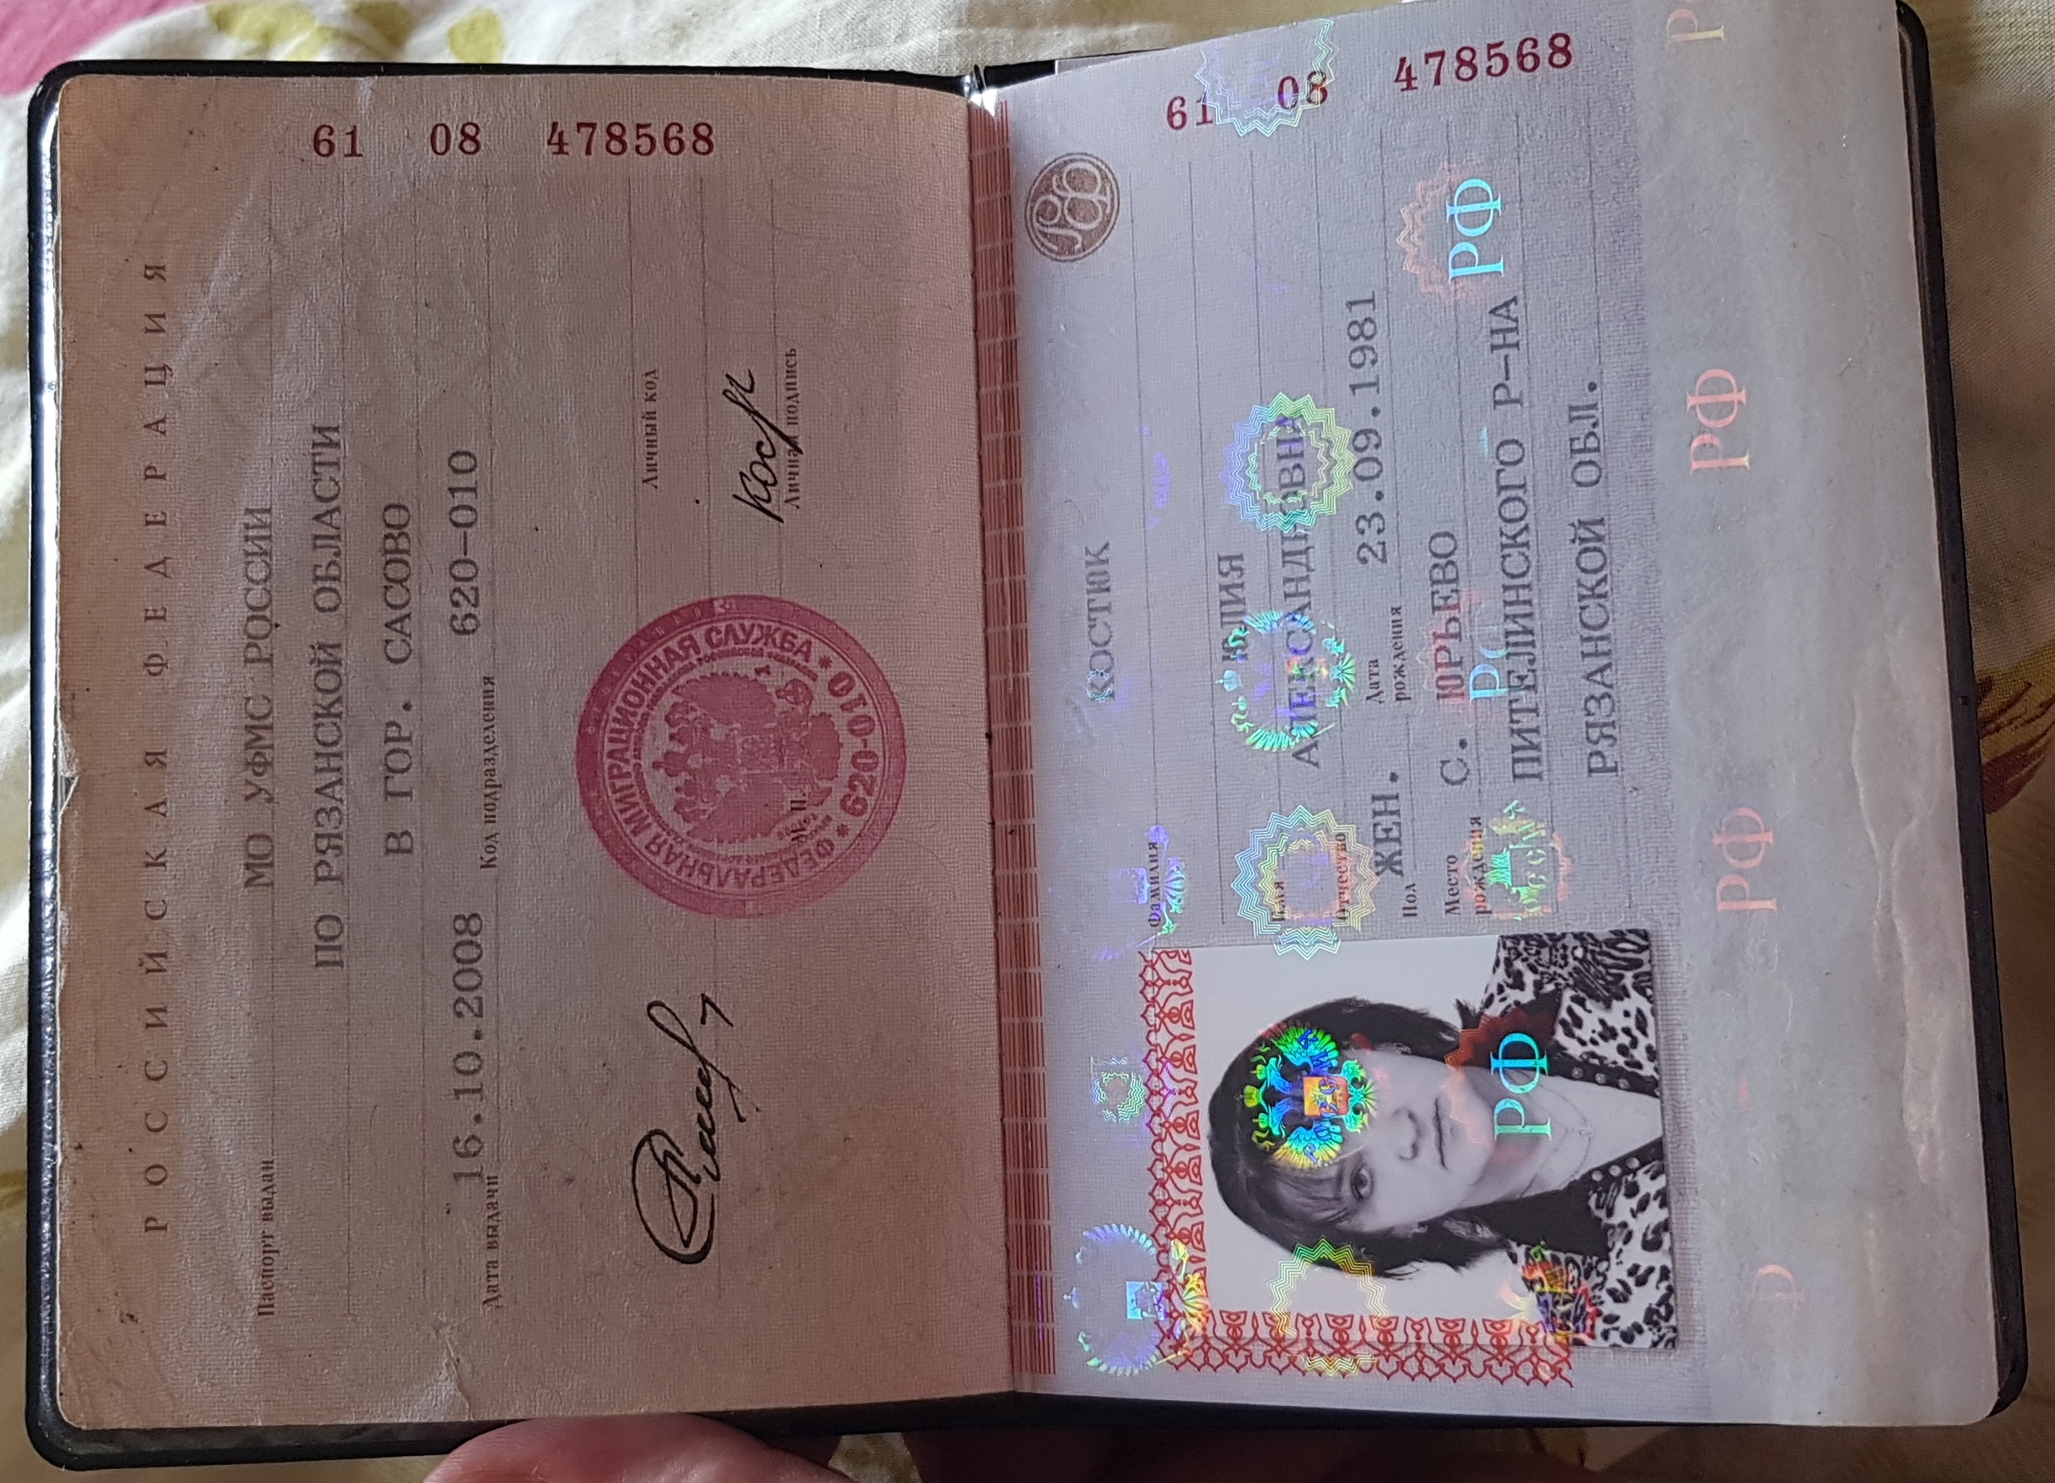 РОССИЙСКАЯ ФЕДЕРАЦИЯ
Паспорт выдан МО УФМС РОССИИ
ПО РЯЗАНСКОЙ ОБЛАСТИ
В ГОР. САСОВО
Дата выдачи 16.10.2008 Код подразделения 620-010
61 08 478568
ФЕДЕРАЛЬНАЯ МИГРАЦИОННАЯ СЛУЖБА
1
М.П.
* 620-010 *
Личный код
Личная подпись
РФ
КОСТЮК
Фамилия
ЮЛИЯ
Имя
АЛЕКСАНДРОВНА
Отчество
Пол ЖЕН. Дата рождения 23.09.1981
Место рождения С. ЮРЬЕВО
ПИТЕЛИНСКОГО Р-НА
РЯЗАНСКОЙ ОБЛ.
61 08 478568
РОССИЯ
РФ
РФ
РФ
РОССИЯ
РФ
РФ